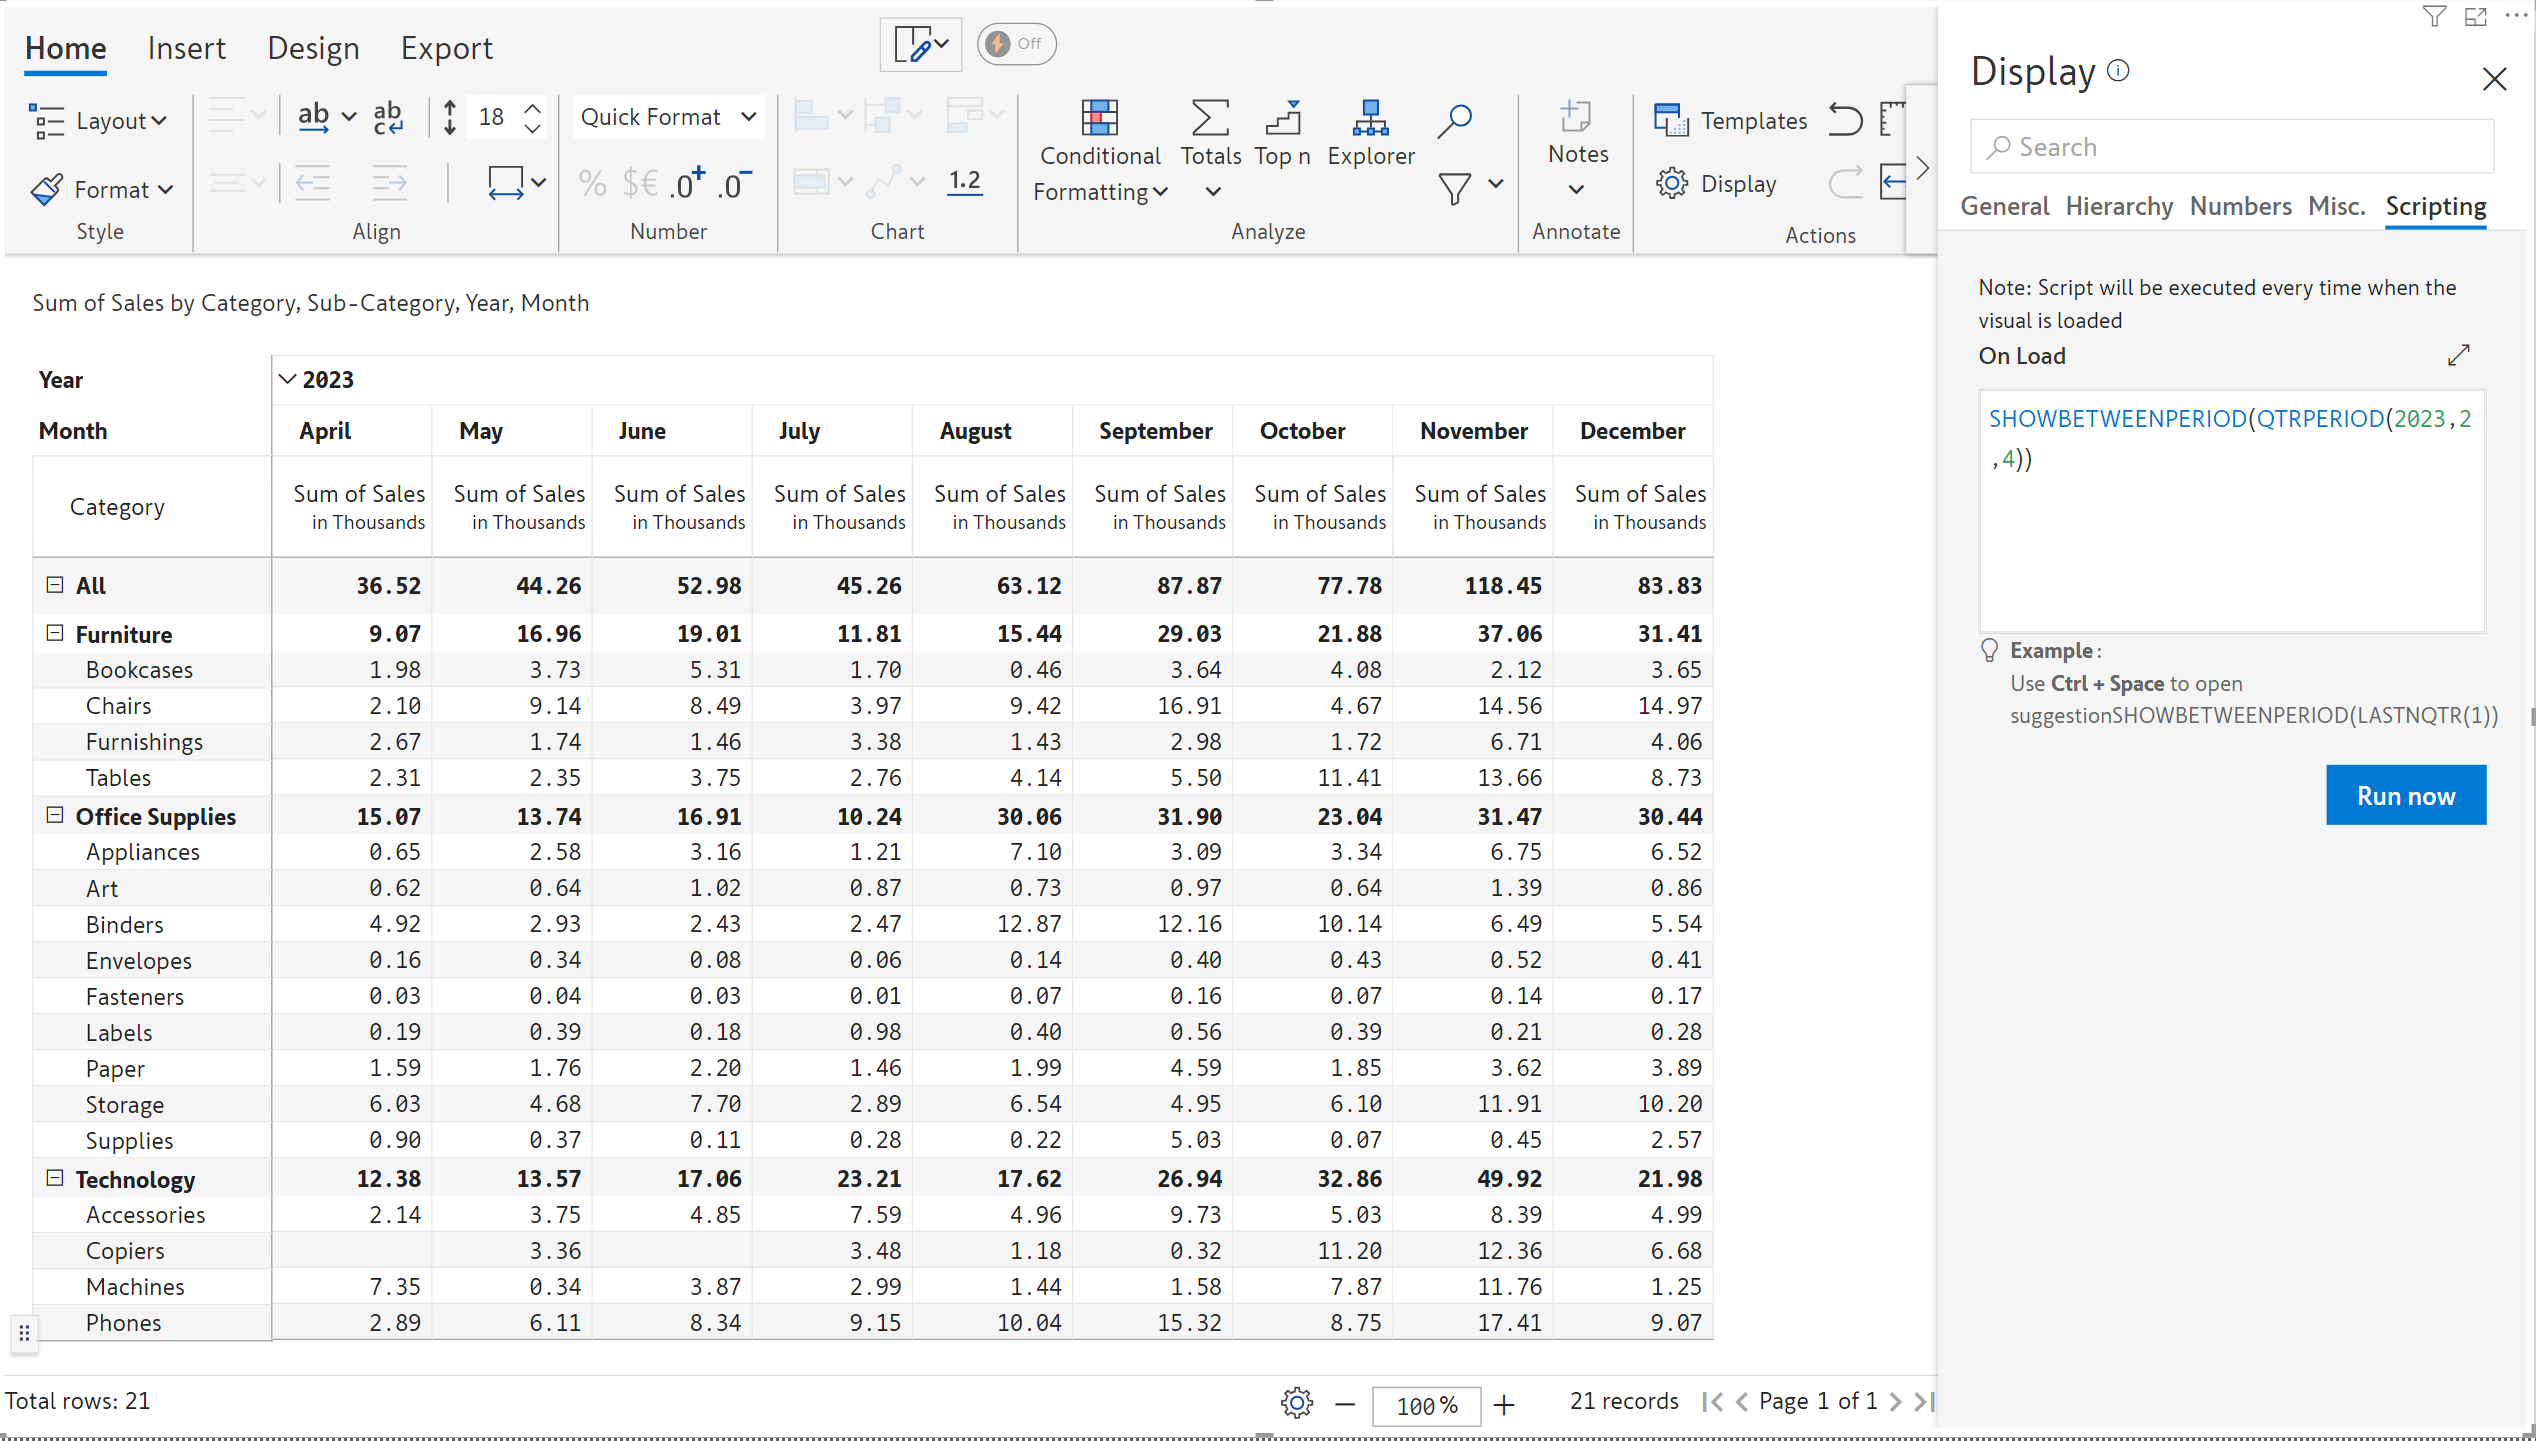 Home Insert Design Export Off
Layout ab ab c 18 Quick Format Conditional Formatting Totals Top n Explorer Notes Templates
Format % $€ .0+ .0− 1.2 Display
Style Align Number Chart Analyze Annotate Actions
Sum of Sales by Category, Sub-Category, Year, Month
Year 2023
Month April May June July August September October November December
Category Sum of Sales Sum of Sales Sum of Sales Sum of Sales Sum of Sales Sum of Sales Sum of Sales Sum of Sales Sum of Sales
in Thousands in Thousands in Thousands in Thousands in Thousands in Thousands in Thousands in Thousands in Thousands
All 36.52 44.26 52.98 45.26 63.12 87.87 77.78 118.45 83.83
Furniture 9.07 16.96 19.01 11.81 15.44 29.03 21.88 37.06 31.41
Bookcases 1.98 3.73 5.31 1.70 0.46 3.64 4.08 2.12 3.65
Chairs 2.10 9.14 8.49 3.97 9.42 16.91 4.67 14.56 14.97
Furnishings 2.67 1.74 1.46 3.38 1.43 2.98 1.72 6.71 4.06
Tables 2.31 2.35 3.75 2.76 4.14 5.50 11.41 13.66 8.73
Office Supplies 15.07 13.74 16.91 10.24 30.06 31.90 23.04 31.47 30.44
Appliances 0.65 2.58 3.16 1.21 7.10 3.09 3.34 6.75 6.52
Art 0.62 0.64 1.02 0.87 0.73 0.97 0.64 1.39 0.86
Binders 4.92 2.93 2.43 2.47 12.87 12.16 10.14 6.49 5.54
Envelopes 0.16 0.34 0.08 0.06 0.14 0.40 0.43 0.52 0.41
Fasteners 0.03 0.04 0.03 0.01 0.07 0.16 0.07 0.14 0.17
Labels 0.19 0.39 0.18 0.98 0.40 0.56 0.39 0.21 0.28
Paper 1.59 1.76 2.20 1.46 1.99 4.59 1.85 3.62 3.89
Storage 6.03 4.68 7.70 2.89 6.54 4.95 6.10 11.91 10.20
Supplies 0.90 0.37 0.11 0.28 0.22 5.03 0.07 0.45 2.57
Technology 12.38 13.57 17.06 23.21 17.62 26.94 32.86 49.92 21.98
Accessories 2.14 3.75 4.85 7.59 4.96 9.73 5.03 8.39 4.99
Copiers 3.36 3.48 1.18 0.32 11.20 12.36 6.68
Machines 7.35 0.34 3.87 2.99 1.44 1.58 7.87 11.76 1.25
Phones 2.89 6.11 8.34 9.15 10.04 15.32 8.75 17.41 9.07
Total rows: 21 100 % 21 records Page 1 of 1
Display
Search
General Hierarchy Numbers Misc. Scripting
Note: Script will be executed every time when the
visual is loaded
On Load
SHOWBETWEENPERIOD(QTRPERIOD(2023,2
,4))
Example:
Use Ctrl + Space to open
suggestionSHOWBETWEENPERIOD(LASTNQTR(1))
Run now